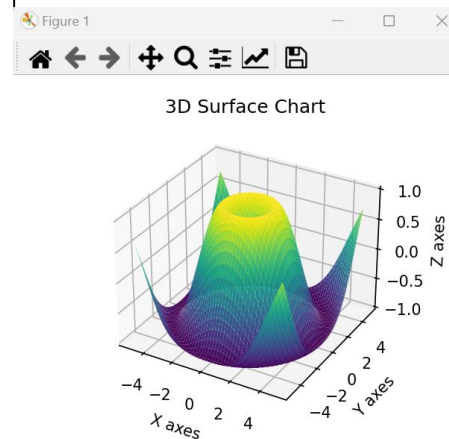 Figure 1
3D Surface Chart
1.0
0.5
0.0
−0.5
−1.0
Z axes
−4 −2 0 2 4
X axes
−4 −2 0 2 4
Y axes